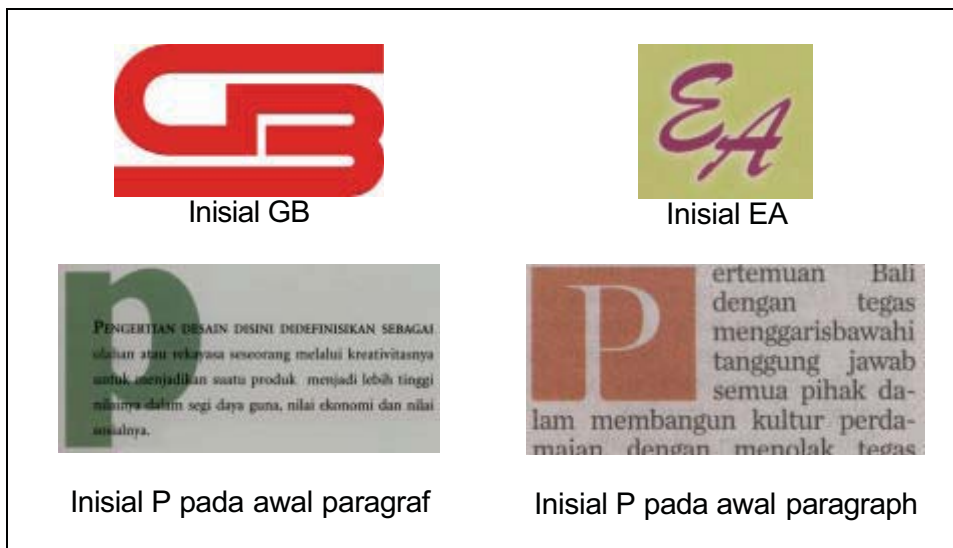 GB
EA
Inisial GB
Inisial EA
p
PENGERTIAN DESAIN DISINI DIDEFINISIKAN SEBAGAI
olahan atau rekayasa seseorang melalui kreativitasnya
untuk menjadikan suatu produk menjadi lebih tinggi
nilainya dalam segi daya guna, nilai ekonomi dan nilai
sosialnya.
P
ertemuan Bali
dengan tegas
menggarisbawahi
tanggung jawab
semua pihak da-
lam membangun kultur perda-
maian dengan menolak tegas
Inisial P pada awal paragraf
Inisial P pada awal paragraph